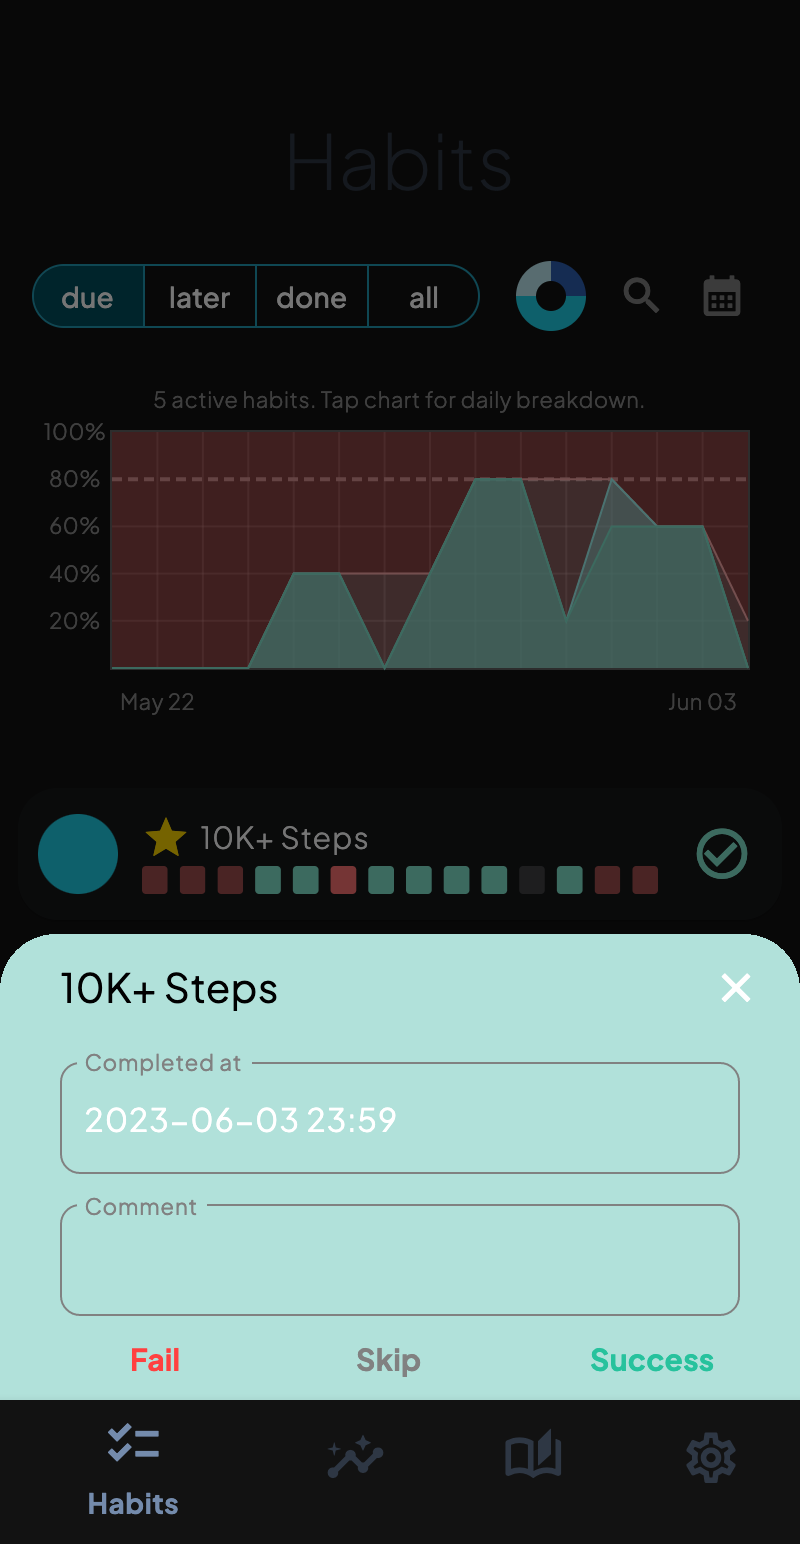 Habits
due later done all
5 active habits. Tap chart for daily breakdown.
100%
80%
60%
40%
20%
May 22 Jun 03
10K+ Steps
10K+ Steps
Completed at
2023-06-03 23:59
Comment
Fail Skip Success
Habits